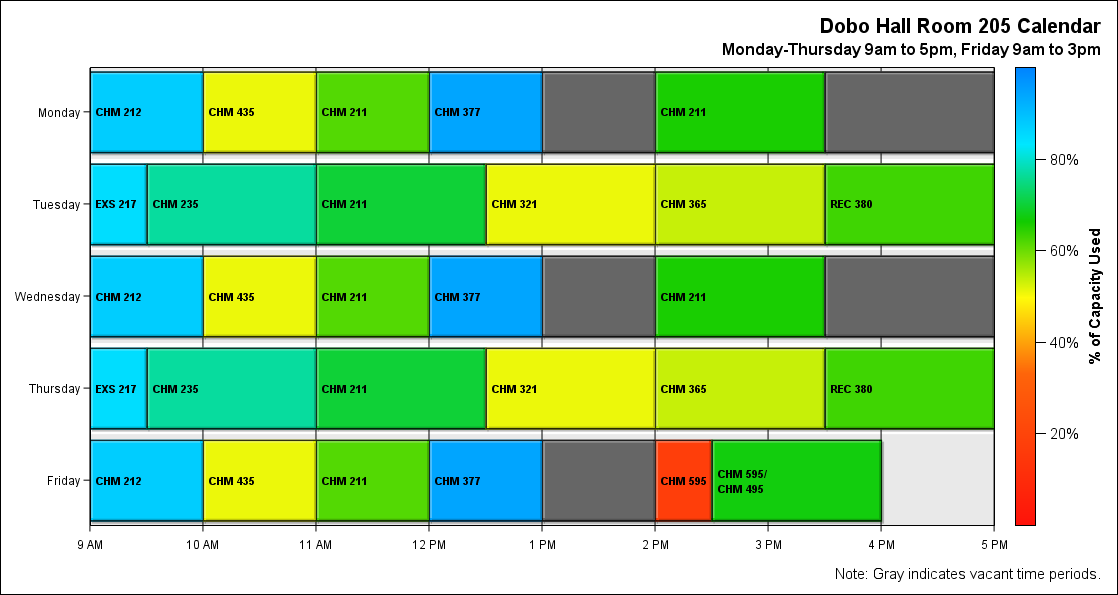 Dobo Hall Room 205 Calendar
Monday-Thursday 9am to 5pm, Friday 9am to 3pm
Monday
CHM 212
CHM 435
CHM 211
CHM 377
CHM 211
Tuesday
EXS 217
CHM 235
CHM 211
CHM 321
CHM 365
REC 380
Wednesday
CHM 212
CHM 435
CHM 211
CHM 377
CHM 211
Thursday
EXS 217
CHM 235
CHM 211
CHM 321
CHM 365
REC 380
Friday
CHM 212
CHM 435
CHM 211
CHM 377
CHM 595
CHM 595/
CHM 495
9 AM
10 AM
11 AM
12 PM
1 PM
2 PM
3 PM
4 PM
5 PM
80%
60%
40%
20%
% of Capacity Used
Note: Gray indicates vacant time periods.